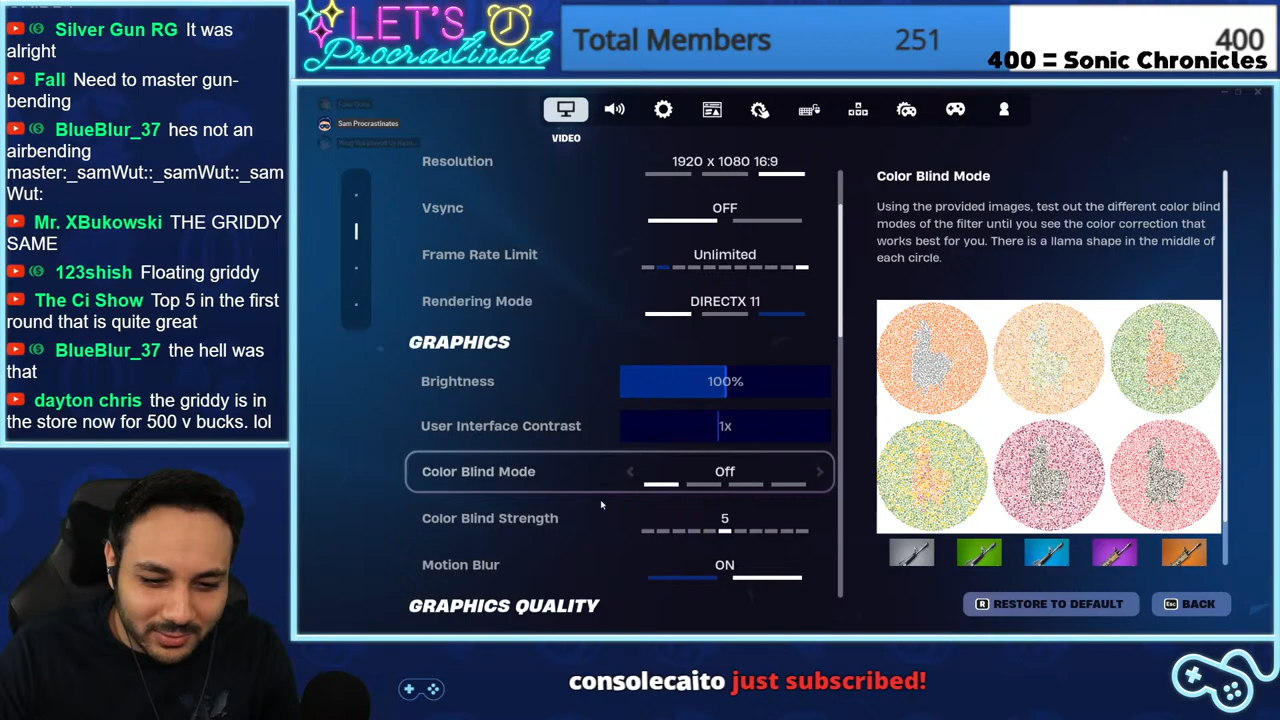 Silver Gun RG It was
alright
Fall Need to master gun-
bending
BlueBlur_37 hes not an
airbending
master:_samWut::_samWut::_sam
Wut:
Mr. XBukowski THE GRIDDY
SAME
123shish Floating griddy
The Ci Show Top 5 in the first
round that is quite great
BlueBlur_37 the hell was
that
dayton chris the griddy is in
the store now for 500 v bucks. lol
LET'S
Procrastinate
Total Members 251 400
400 = Sonic Chronicles
Sam Procrastinates
VIDEO
Resolution 1920 x 1080 16:9
Vsync OFF
Frame Rate Limit Unlimited
Rendering Mode DIRECTX 11
GRAPHICS
Brightness 100%
User Interface Contrast 1x
Color Blind Mode Off
Color Blind Strength 5
Motion Blur ON
GRAPHICS QUALITY
Color Blind Mode
Using the provided images, test out the different color blind
modes of the filter until you see the color correction that
works best for you. There is a llama shape in the middle of
each circle.
R RESTORE TO DEFAULT
Esc BACK
consolecaito just subscribed!